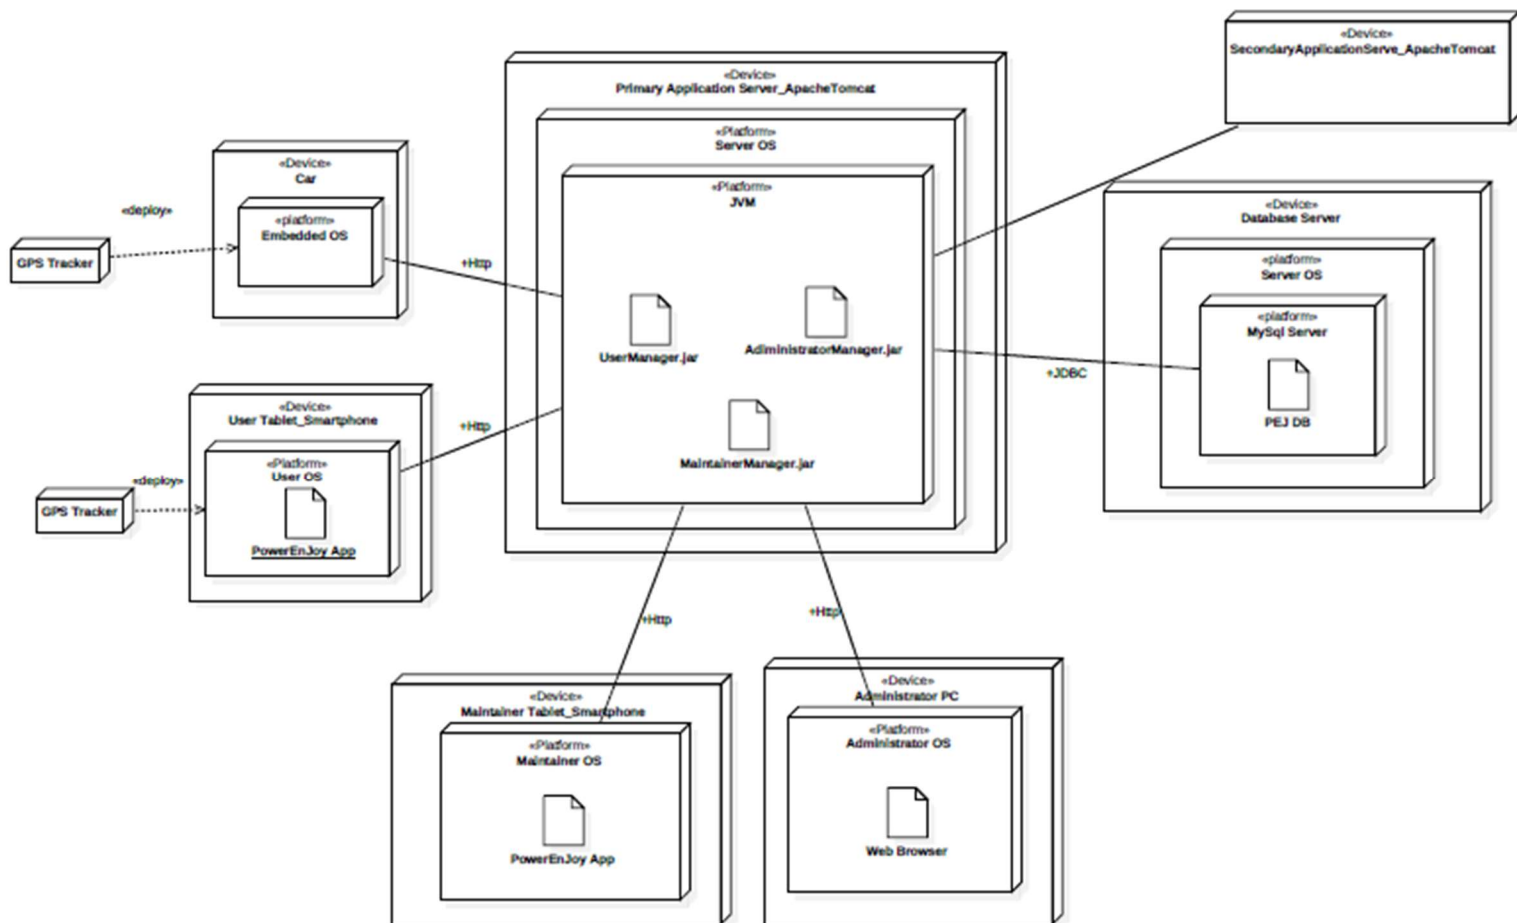 «Device»
SecondaryApplicationServe_ApacheTomcat
«Device»
Primary Application Server_ApacheTomcat
«Platform»
Server OS
«Platform»
JVM
UserManager.jar
AdiministratorManager.jar
MaintainerManager.jar
«Device»
Car
«platform»
Embedded OS
«deploy»
GPS Tracker
+Http
«Device»
Database Server
«platform»
Server OS
«platform»
MySql Server
PEJ DB
+JDBC
«Device»
User Tablet_Smartphone
«Platform»
User OS
PowerEnJoy App
«deploy»
GPS Tracker
+Http
+Http
+Http
«Device»
Maintainer Tablet_Smartphone
«Platform»
Maintainer OS
PowerEnJoy App
«Device»
Administrator PC
«Platform»
Administrator OS
Web Browser